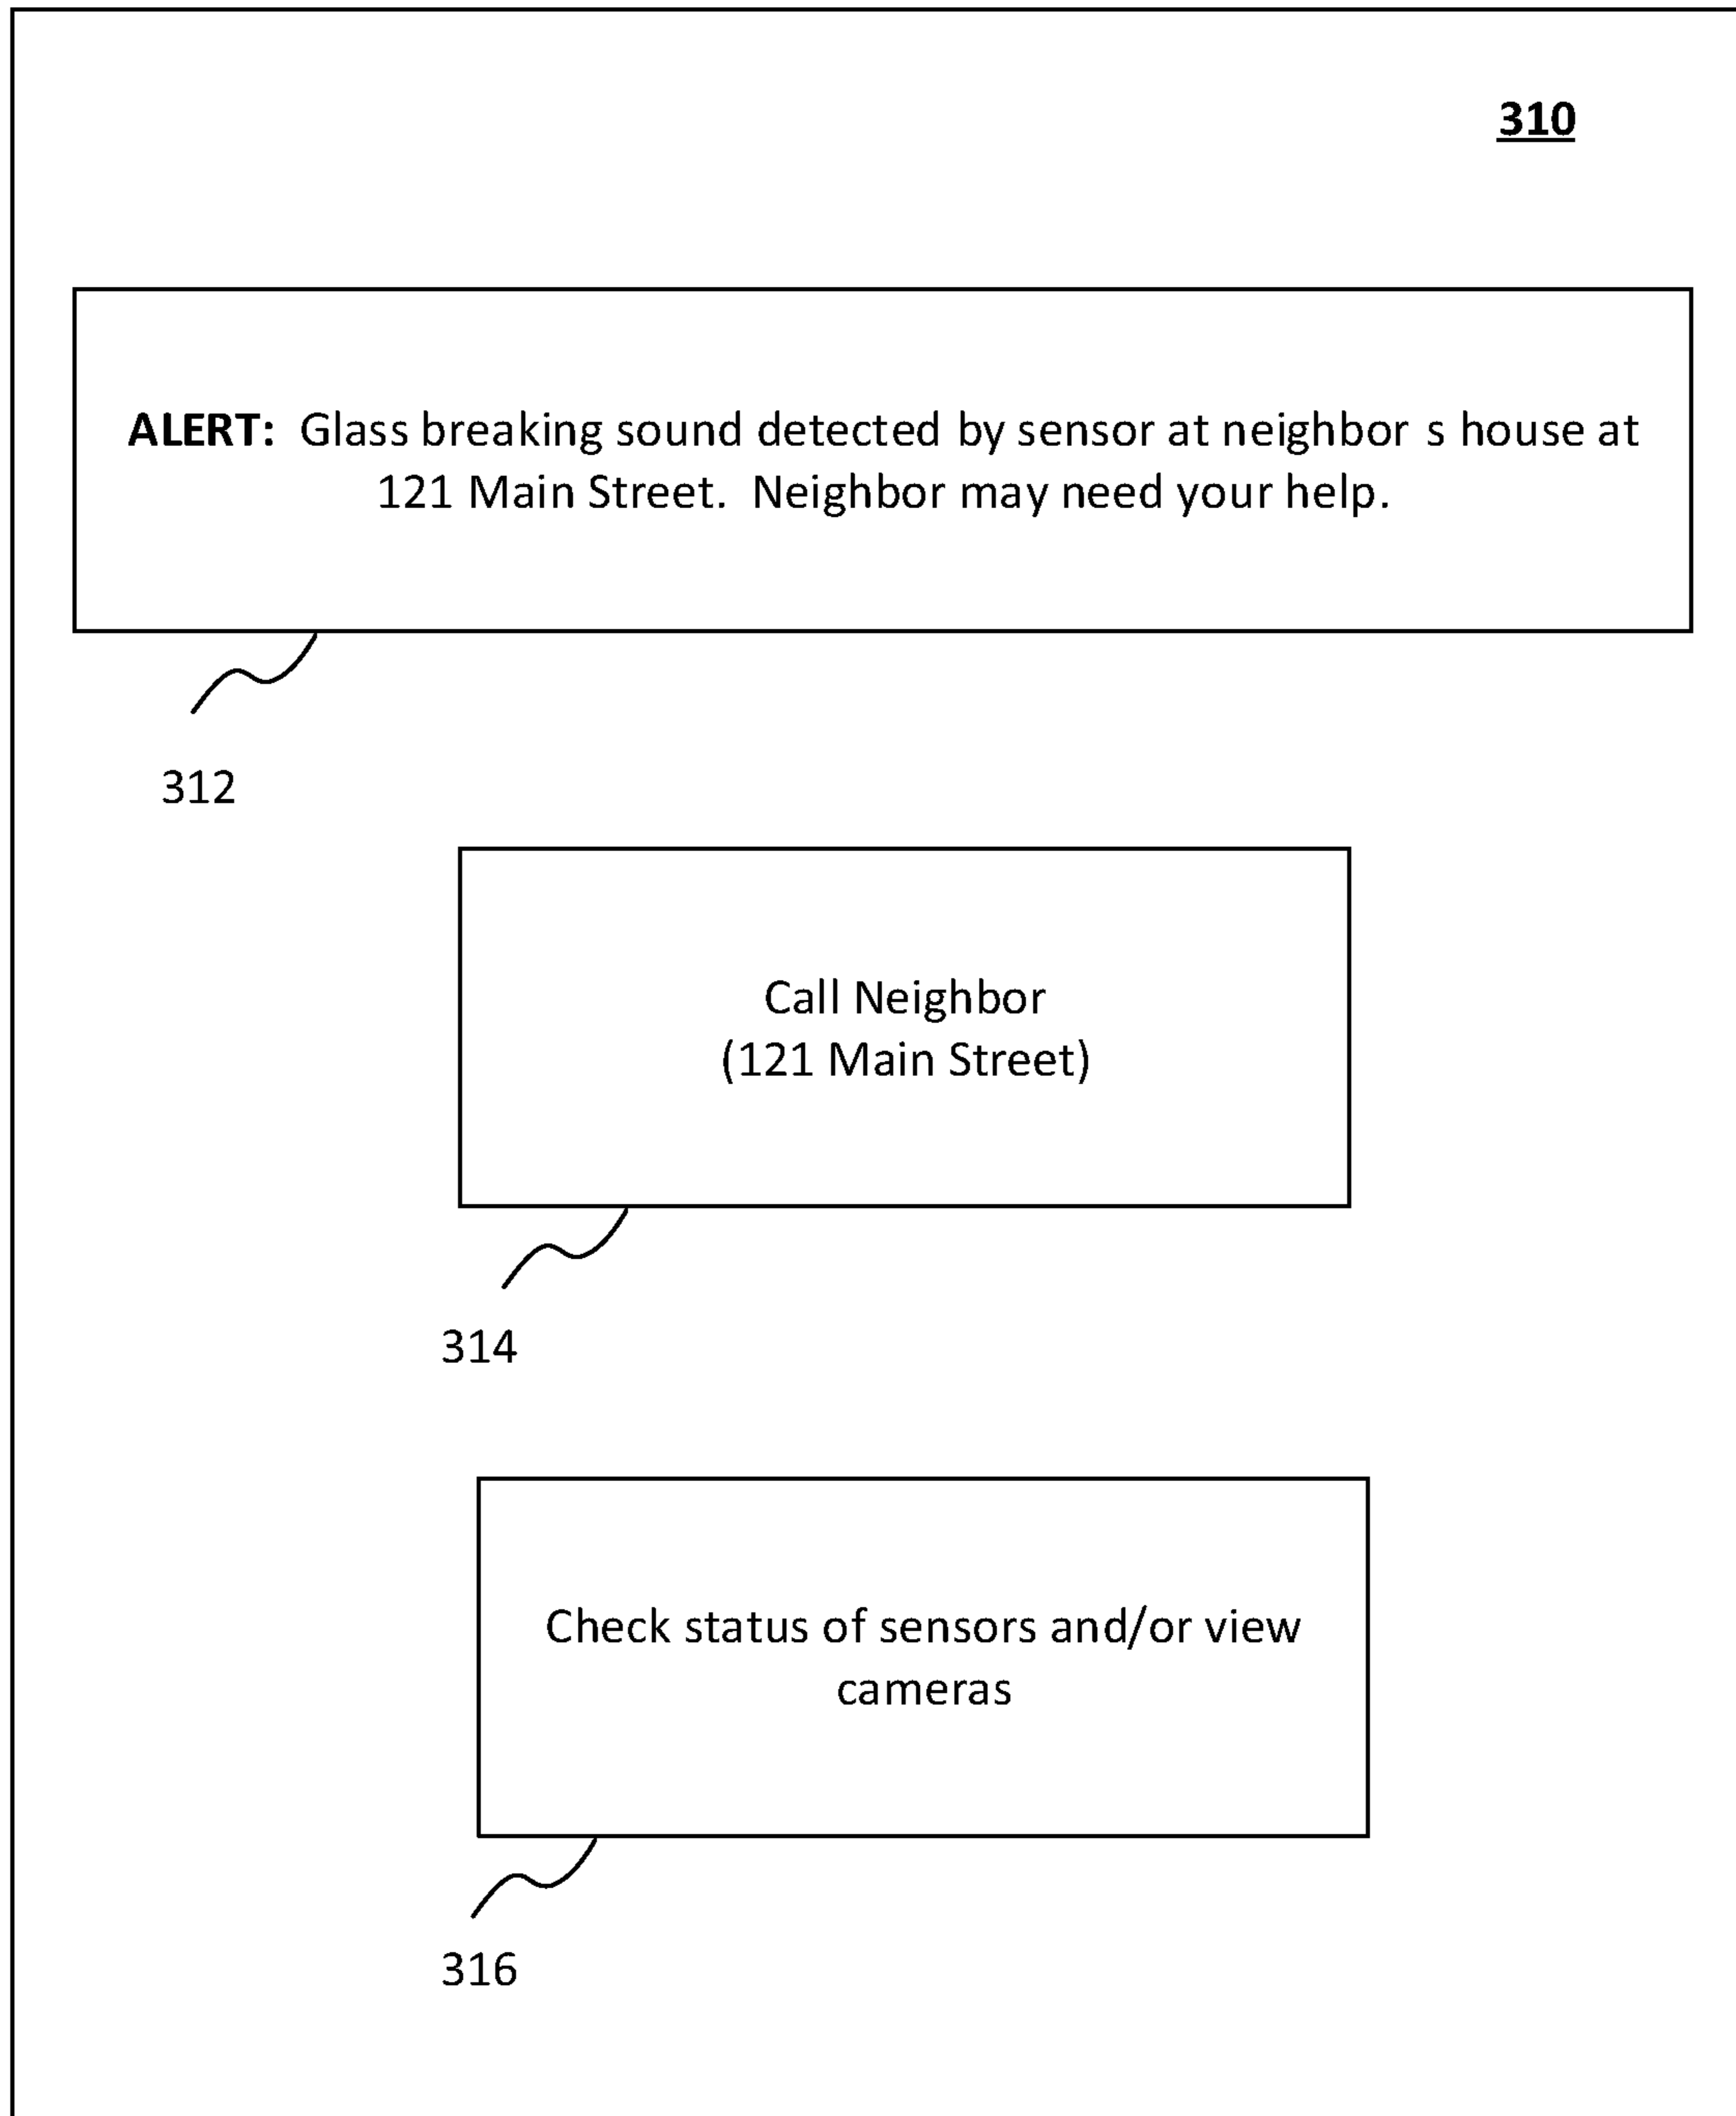 310
ALERT: Glass breaking sound detected by sensor at neighbor s house at
121 Main Street. Neighbor may need your help.
312
Call Neighbor
(121 Main Street)
314
Check status of sensors and/or view
cameras
316